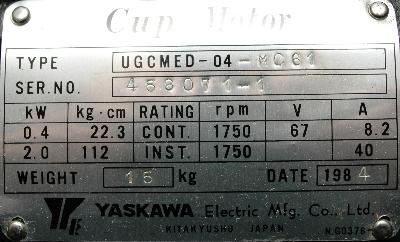 Cup Motor
TYPE UGCMED-04-MC61
SER.NO. 458071-1
kW kg·cm RATING rpm V A
0.4 22.3 CONT. 1750 67 8.2
2.0 112 INST. 1750 40
WEIGHT 15 kg DATE 1984
YE YASKAWA Electric Mfg. Co., Ltd.
KITAKYUSHU JAPAN N.G0376-